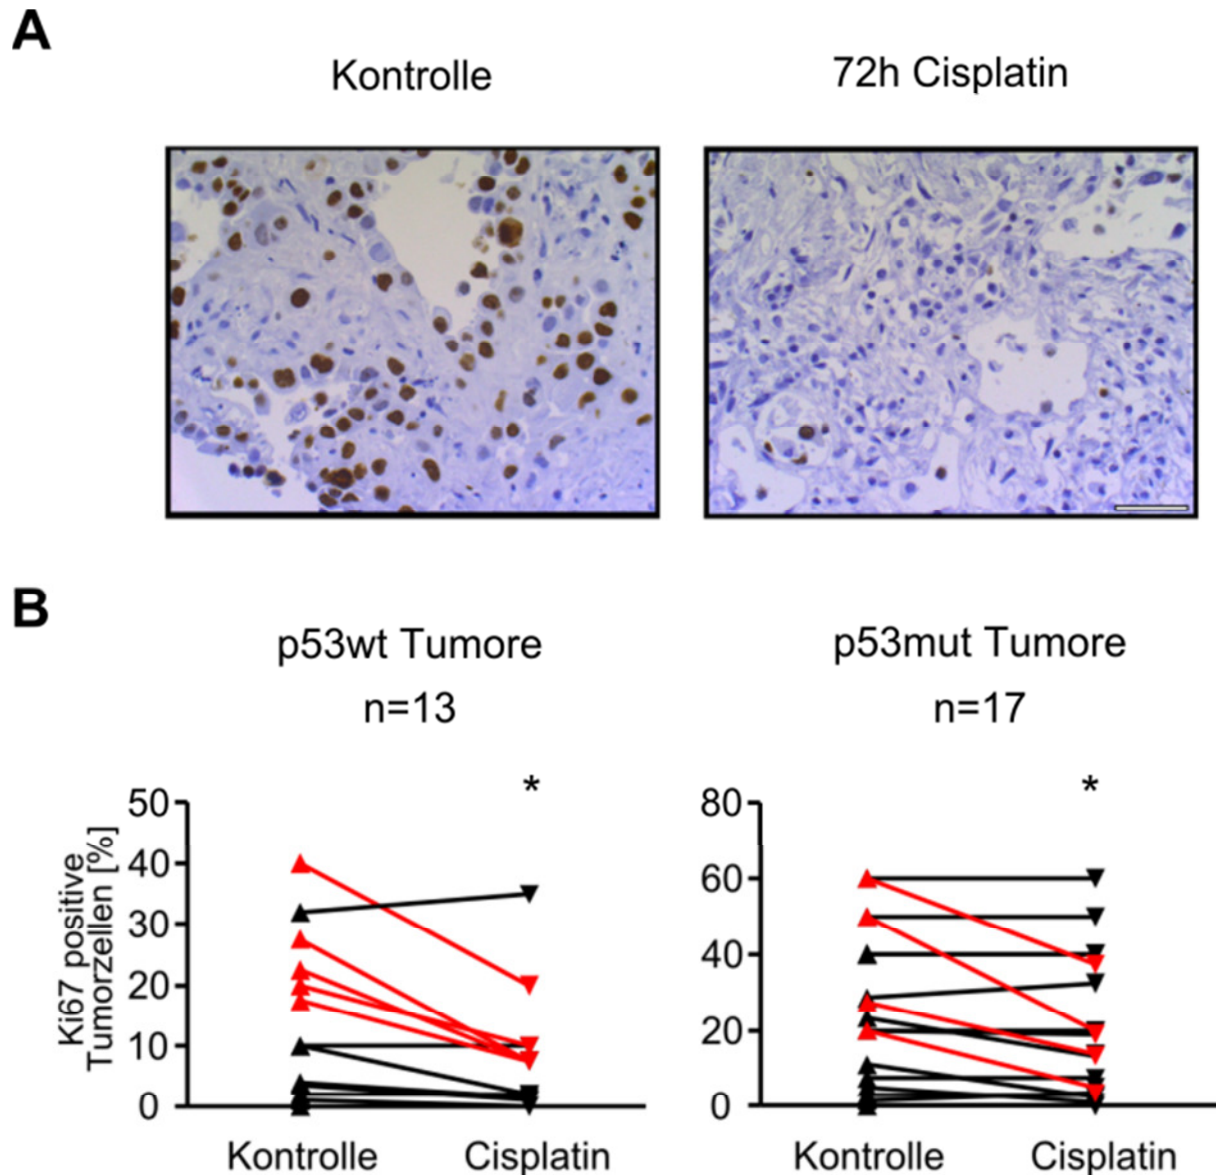 A
Kontrolle
72h Cisplatin
B
p53wt Tumore
n=13
p53mut Tumore
n=17
*
*
Ki67 positive
Tumorzellen [%]
50
40
30
20
10
0
80
60
40
20
0
Kontrolle
Cisplatin
Kontrolle
Cisplatin